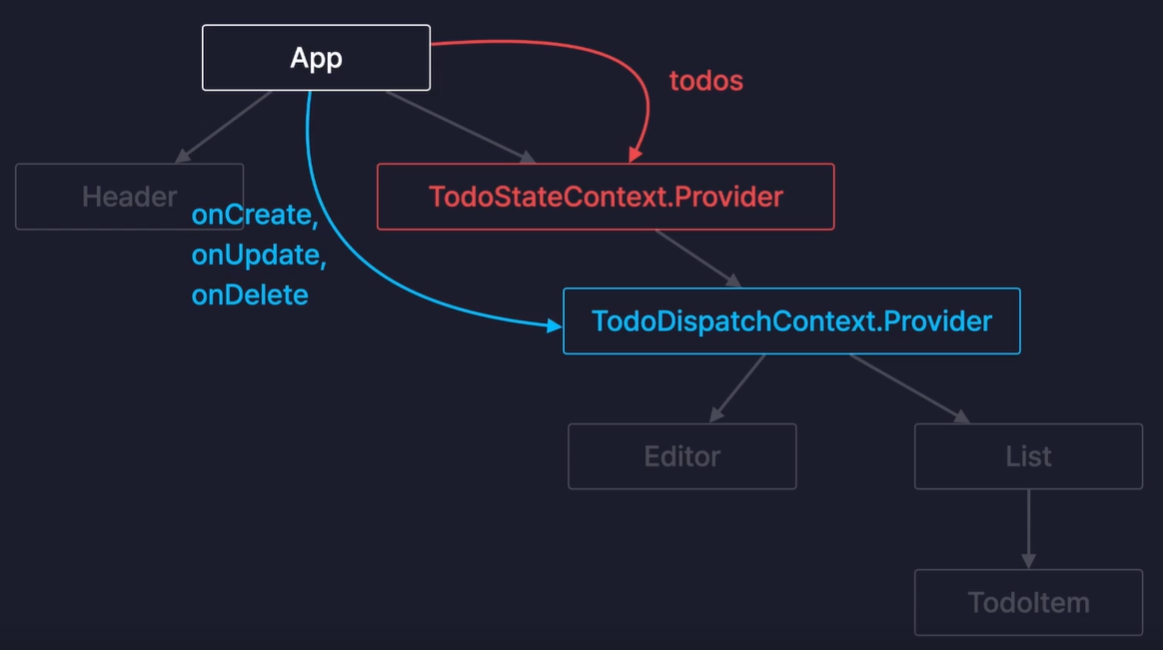 App
todos
Header
TodoStateContext.Provider
onCreate,
onUpdate,
onDelete
TodoDispatchContext.Provider
Editor
List
TodoItem